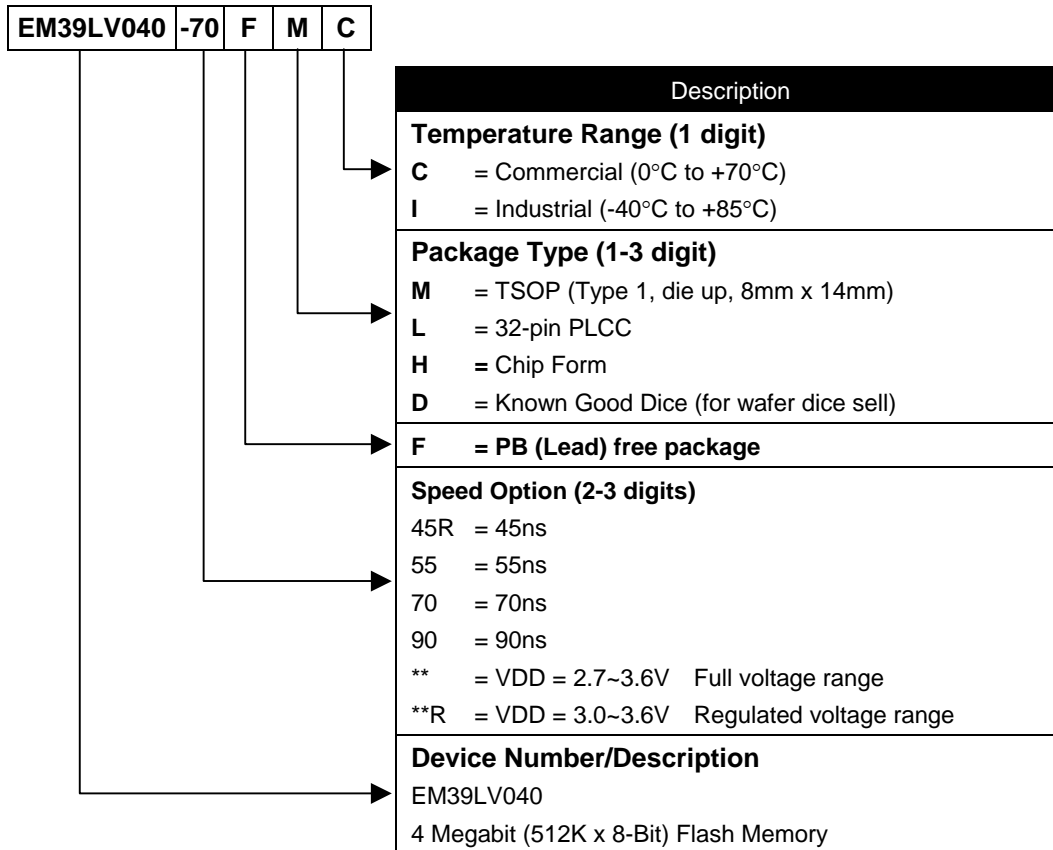 EM39LV040 -70 F M C
Description
Temperature Range (1 digit)
C = Commercial (0°C to +70°C)
I = Industrial (-40°C to +85°C)
Package Type (1-3 digit)
M = TSOP (Type 1, die up, 8mm x 14mm)
L = 32-pin PLCC
H = Chip Form
D = Known Good Dice (for wafer dice sell)
F = PB (Lead) free package
Speed Option (2-3 digits)
45R = 45ns
55 = 55ns
70 = 70ns
90 = 90ns
** = VDD = 2.7~3.6V Full voltage range
**R = VDD = 3.0~3.6V Regulated voltage range
Device Number/Description
EM39LV040
4 Megabit (512K x 8-Bit) Flash Memory